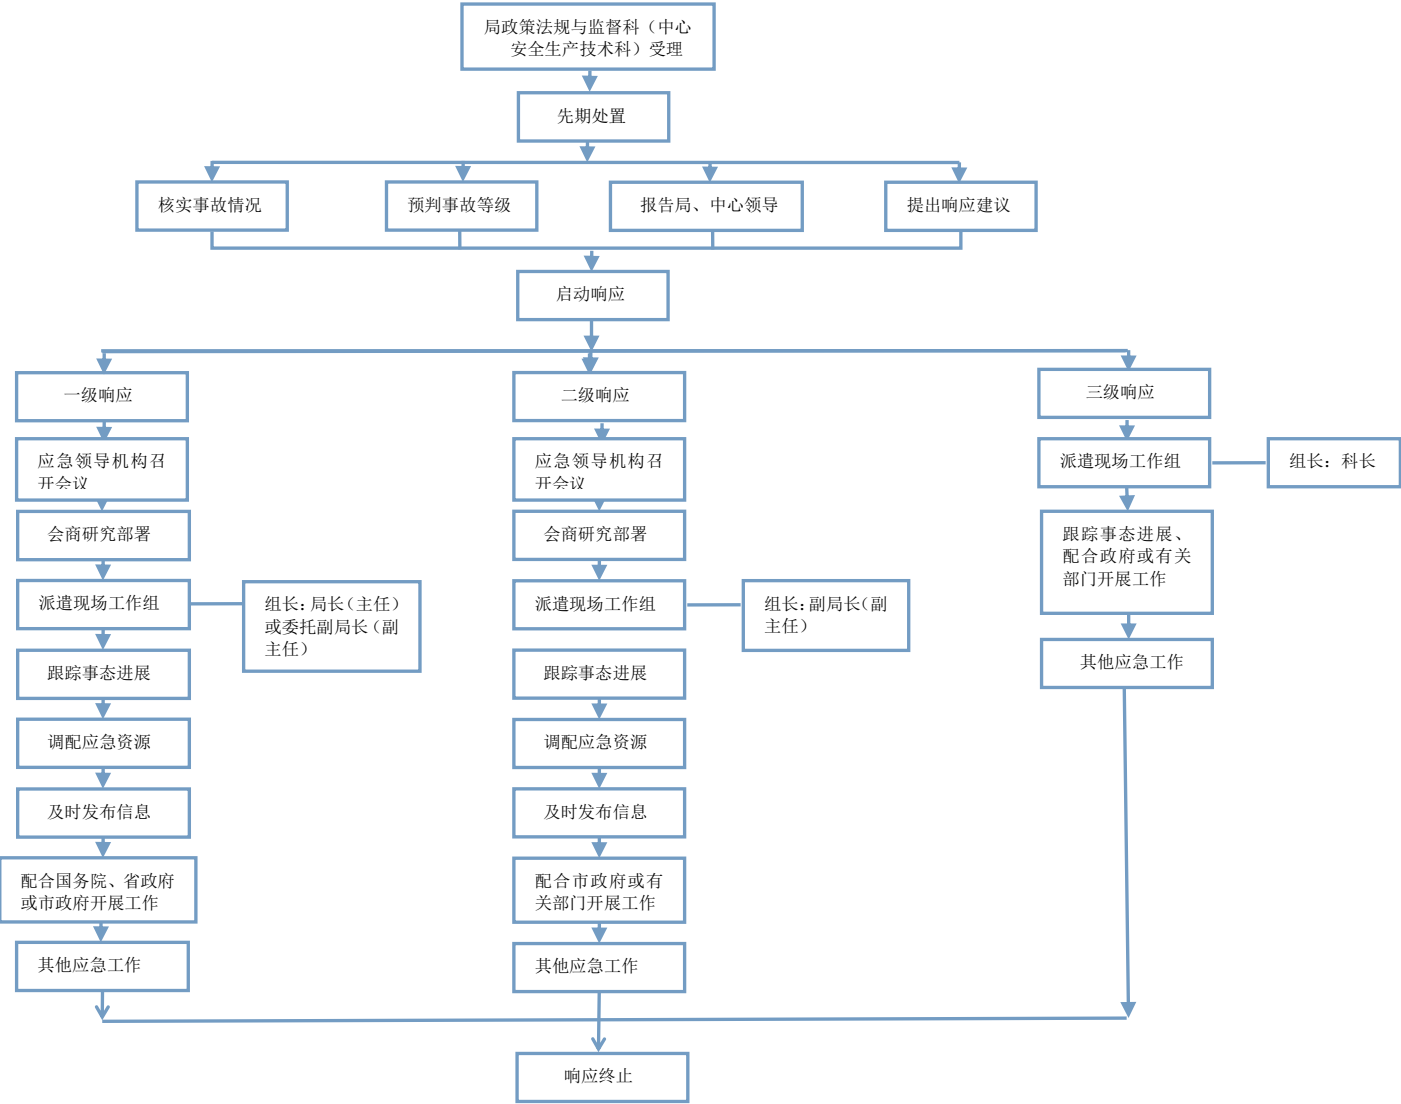 局政策法规与监督科（中心
安全生产技术科）受理
先期处置
核实事故情况
预判事故等级
报告局、中心领导
提出响应建议
启动响应
一级响应
应急领导机构召
开会议
会商研究部署
派遣现场工作组
组长：局长（主任）
或委托副局长（副
主任）
跟踪事态进展
调配应急资源
及时发布信息
配合国务院、省政府
或市政府开展工作
其他应急工作
二级响应
应急领导机构召
开会议
会商研究部署
派遣现场工作组
组长：副局长（副
主任）
跟踪事态进展
调配应急资源
及时发布信息
配合市政府或有
关部门开展工作
其他应急工作
三级响应
派遣现场工作组
组长：科长
跟踪事态进展、
配合政府或有关
部门开展工作
其他应急工作
响应终止